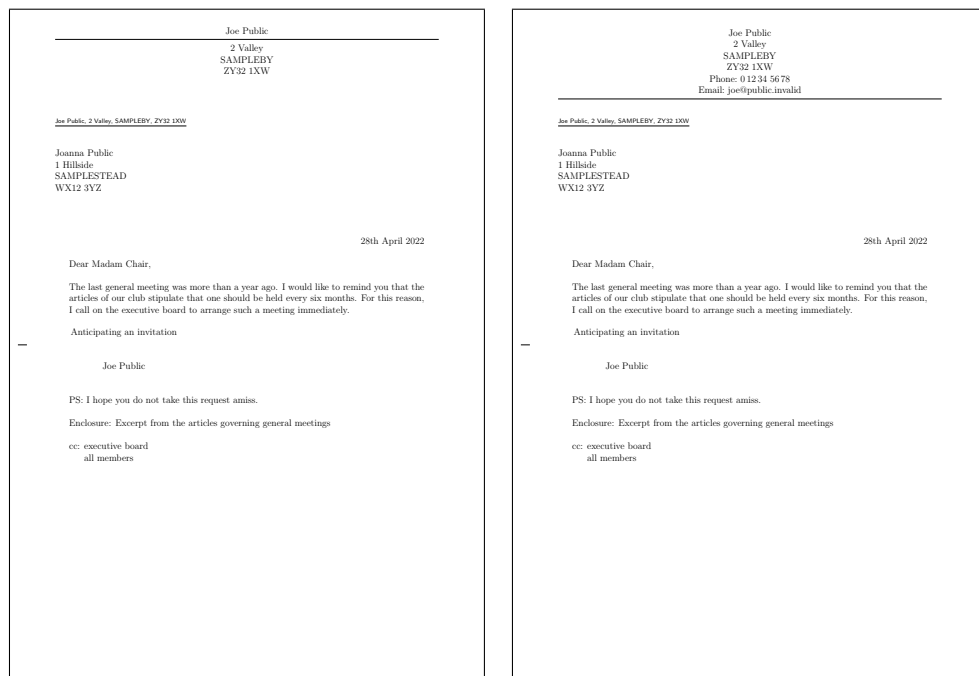 Joe Public
2 Valley
SAMPLEBY
ZY32 1XW
Joe Public, 2 Valley, SAMPLEBY, ZY32 1XW
Joanna Public
1 Hillside
SAMPLESTEAD
WX12 3YZ
28th April 2022
Dear Madam Chair,
The last general meeting was more than a year ago. I would like to remind you that the
articles of our club stipulate that one should be held every six months. For this reason,
I call on the executive board to arrange such a meeting immediately.
Anticipating an invitation
Joe Public
PS: I hope you do not take this request amiss.
Enclosure: Excerpt from the articles governing general meetings
cc: executive board
all members
Joe Public
2 Valley
SAMPLEBY
ZY32 1XW
Phone: 0 12 34 56 78
Email: joe@public.invalid
Joe Public, 2 Valley, SAMPLEBY, ZY32 1XW
Joanna Public
1 Hillside
SAMPLESTEAD
WX12 3YZ
28th April 2022
Dear Madam Chair,
The last general meeting was more than a year ago. I would like to remind you that the
articles of our club stipulate that one should be held every six months. For this reason,
I call on the executive board to arrange such a meeting immediately.
Anticipating an invitation
Joe Public
PS: I hope you do not take this request amiss.
Enclosure: Excerpt from the articles governing general meetings
cc: executive board
all members